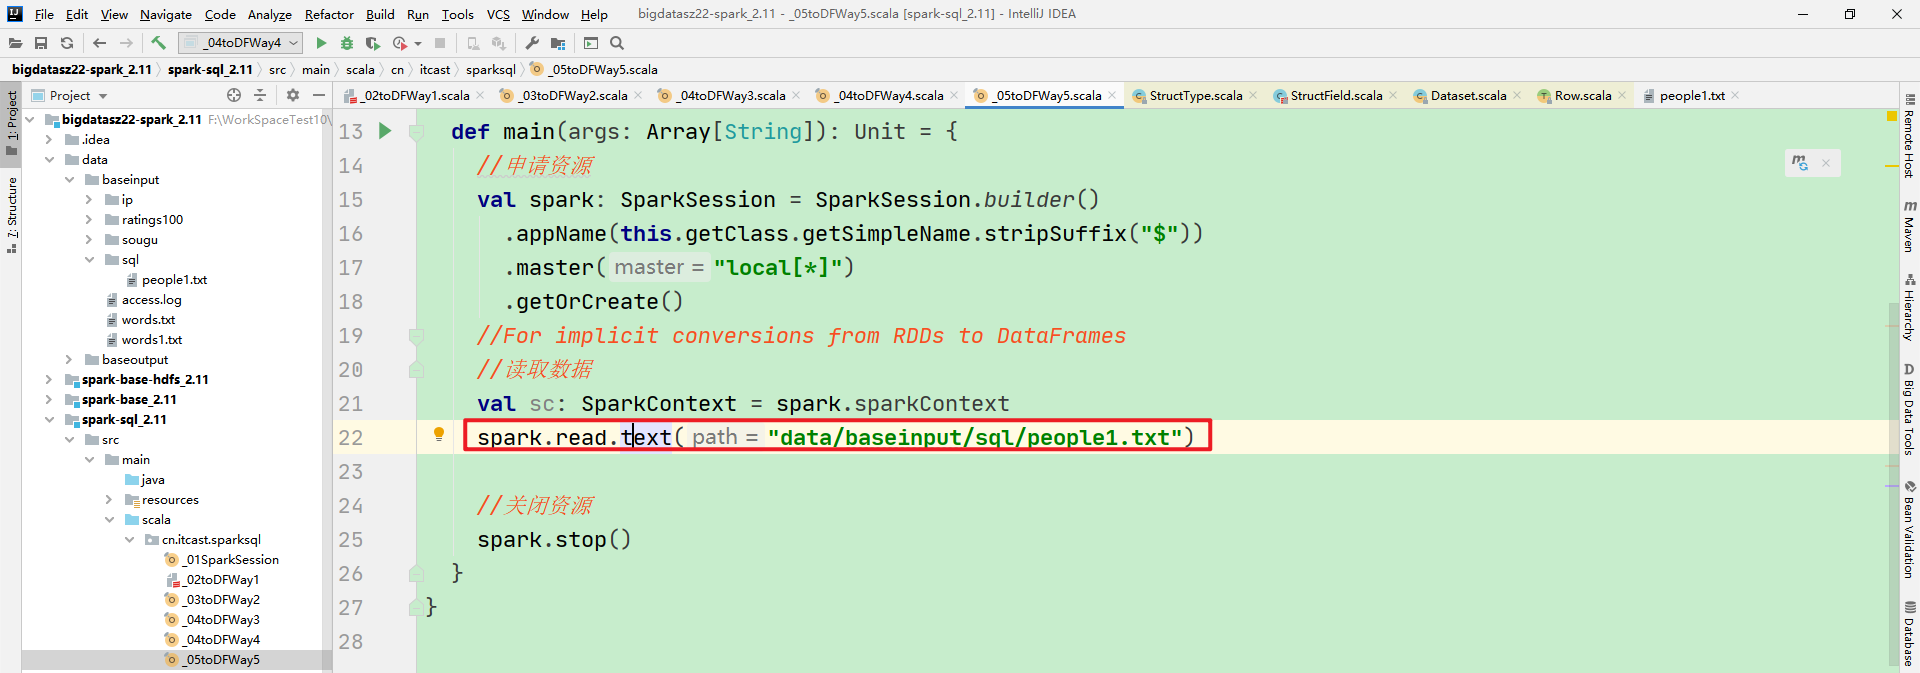 File Edit View Navigate Code Analyze Refactor Build Run Tools VCS Window Help bigdatasz22-spark_2.11 - _05toDFWay5.scala [spark-sql_2.11] - IntelliJ IDEA
_04toDFWay4
bigdatasz22-spark_2.11 spark-sql_2.11 src main scala cn itcast sparksql _05toDFWay5.scala
Project
_02toDFWay1.scala _03toDFWay2.scala _04toDFWay3.scala _04toDFWay4.scala _05toDFWay5.scala StructType.scala StructField.scala Dataset.scala Row.scala people1.txt
1: Project
7: Structure
bigdatasz22-spark_2.11 F:\WorkSpaceTest10\
.idea
data
baseinput
ip
ratings100
sougu
sql
people1.txt
access.log
words.txt
words1.txt
baseoutput
spark-base-hdfs_2.11
spark-base_2.11
spark-sql_2.11
src
main
java
resources
scala
cn.itcast.sparksql
_01SparkSession
_02toDFWay1
_03toDFWay2
_04toDFWay3
_04toDFWay4
_05toDFWay5
13 def main(args: Array[String]): Unit = {
14 //申请资源
15 val spark: SparkSession = SparkSession.builder()
16 .appName(this.getClass.getSimpleName.stripSuffix("$"))
17 .master( master = "local[*]")
18 .getOrCreate()
19 //For implicit conversions from RDDs to DataFrames
20 //读取数据
21 val sc: SparkContext = spark.sparkContext
22 spark.read.text( path = "data/baseinput/sql/people1.txt")
23
24 //关闭资源
25 spark.stop()
26 }
27 }
28
Remote Host
m Maven
Hierarchy
D Big Data Tools
Bean Validation
Database